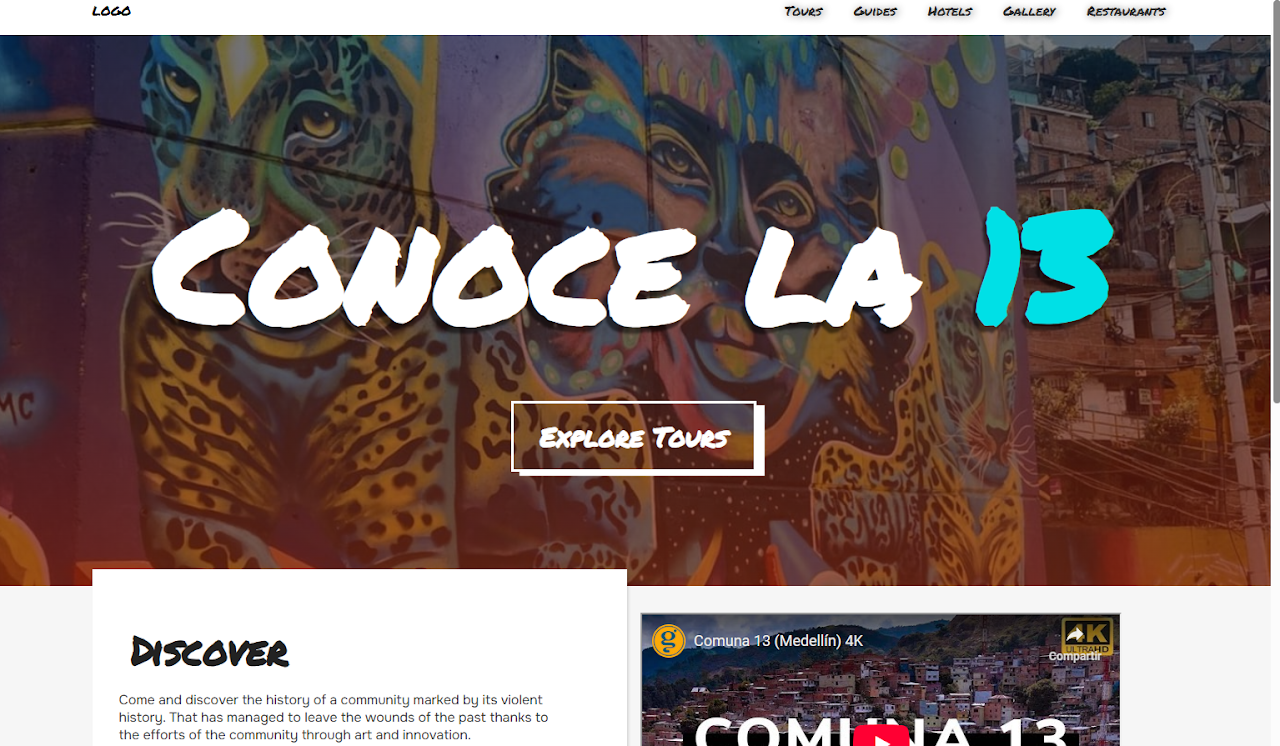 LOGO
Tours Guides Hotels Gallery Restaurants
Conoce la 13
MC
Explore Tours
Discover
Come and discover the history of a community marked by its violent
history. That has managed to leave the wounds of the past thanks to
the efforts of the community through art and innovation.
g
Comuna 13 (Medellín) 4K
4K
ULTRAHD
Compartir
COMUNA 13